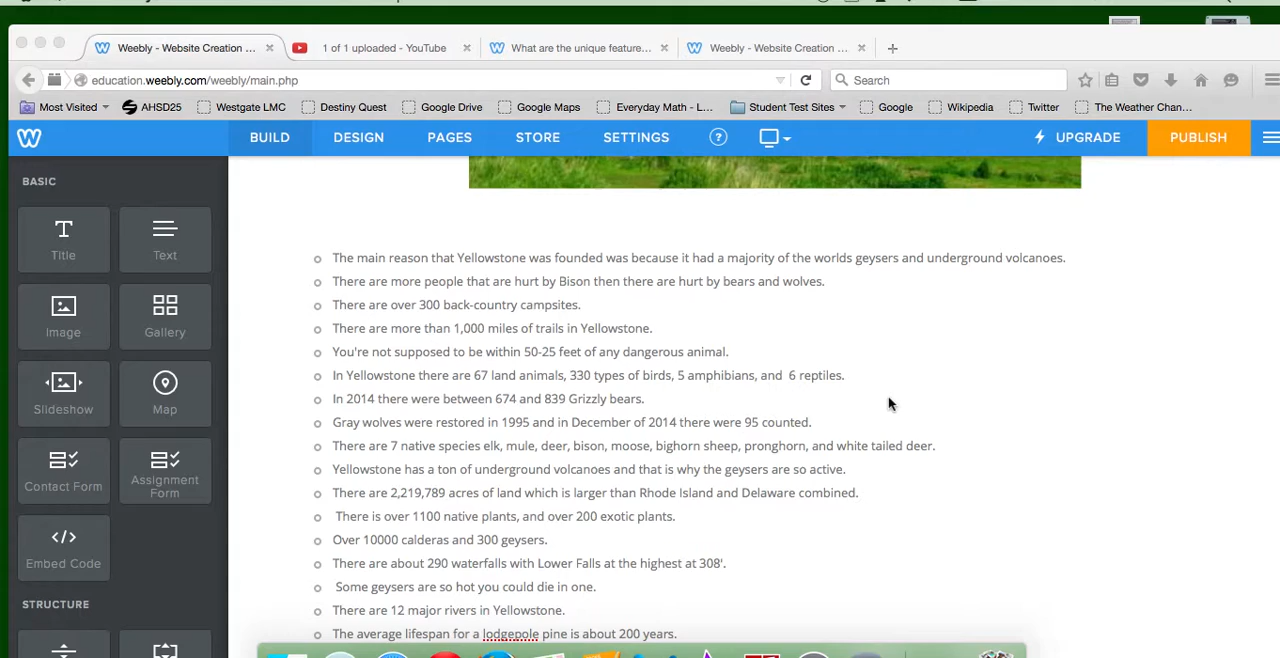 Weebly - Website Creation ...
1 of 1 uploaded - YouTube
What are the unique feature...
Weebly - Website Creation ...
education.weebly.com/weebly/main.php
Search
Most Visited
AHSD25
Westgate LMC
Destiny Quest
Google Drive
Google Maps
Everyday Math - L...
Student Test Sites
Google
Wikipedia
Twitter
The Weather Chan...
BUILD
DESIGN
PAGES
STORE
SETTINGS
?
UPGRADE
PUBLISH
BASIC
Title
Text
Image
Gallery
Slideshow
Map
Contact Form
Assignment
Form
Embed Code
STRUCTURE
The main reason that Yellowstone was founded was because it had a majority of the worlds geysers and underground volcanoes.
There are more people that are hurt by Bison then there are hurt by bears and wolves.
There are over 300 back-country campsites.
There are more than 1,000 miles of trails in Yellowstone.
You're not supposed to be within 50-25 feet of any dangerous animal.
In Yellowstone there are 67 land animals, 330 types of birds, 5 amphibians, and 6 reptiles.
In 2014 there were between 674 and 839 Grizzly bears.
Gray wolves were restored in 1995 and in December of 2014 there were 95 counted.
There are 7 native species elk, mule, deer, bison, moose, bighorn sheep, pronghorn, and white tailed deer.
Yellowstone has a ton of underground volcanoes and that is why the geysers are so active.
There are 2,219,789 acres of land which is larger than Rhode Island and Delaware combined.
There is over 1100 native plants, and over 200 exotic plants.
Over 10000 calderas and 300 geysers.
There are about 290 waterfalls with Lower Falls at the highest at 308'.
Some geysers are so hot you could die in one.
There are 12 major rivers in Yellowstone.
The average lifespan for a lodgepole pine is about 200 years.